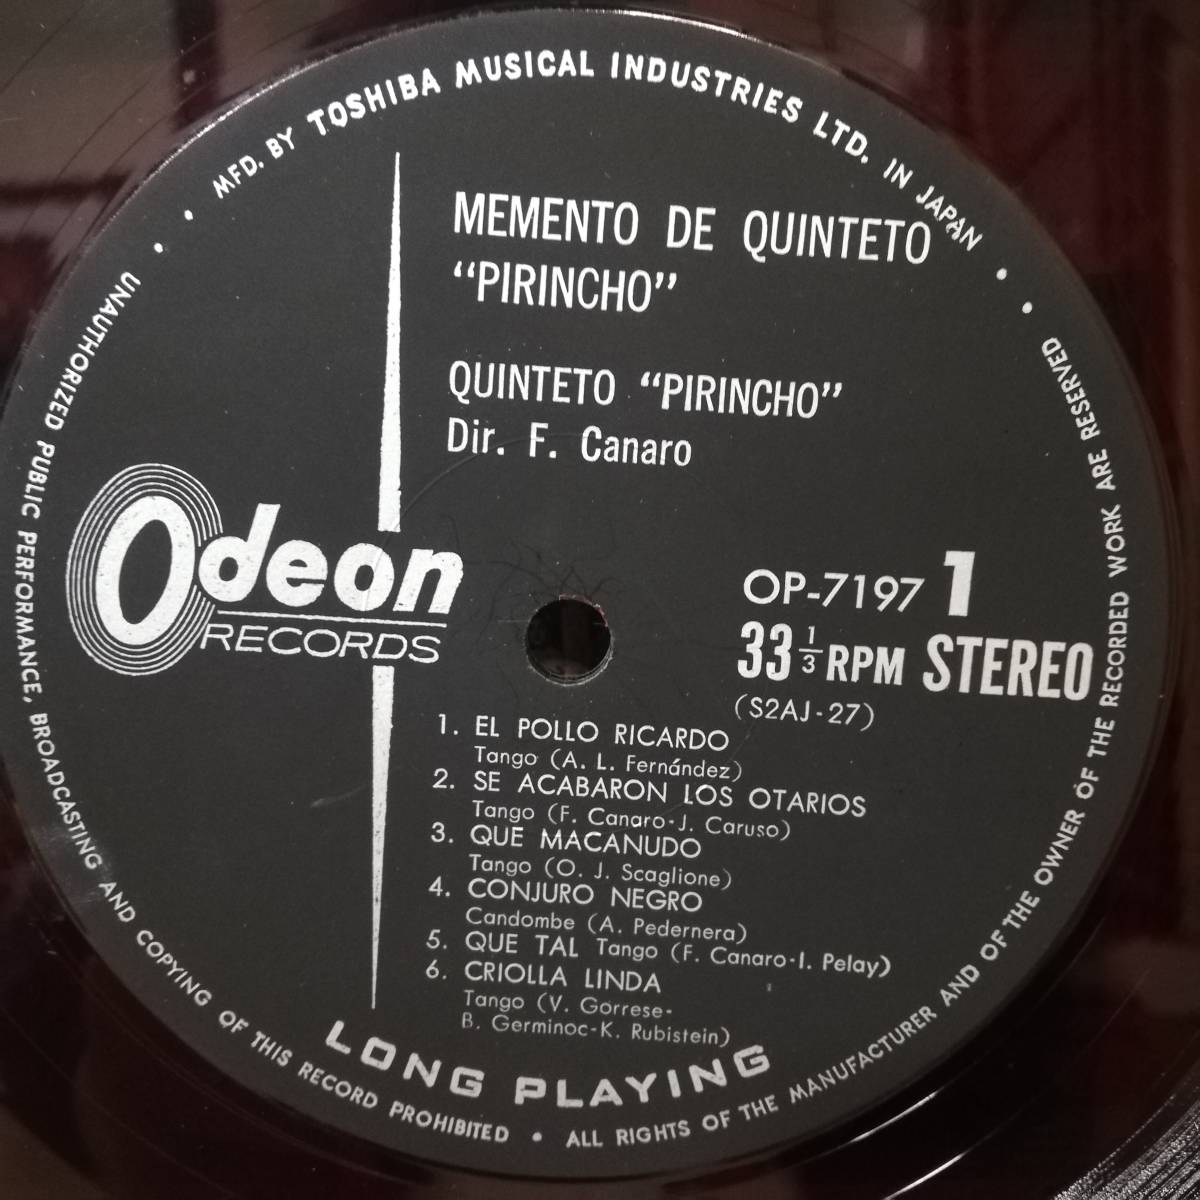 MFD. BY TOSHIBA MUSICAL INDUSTRIES LTD. IN JAPAN
MEMENTO DE QUINTETO
"PIRINCHO"
QUINTETO "PIRINCHO"
Dir. F. Canaro
Odeon
RECORDS
OP-7197 1
33 1/3 RPM STEREO
(S2AJ-27)
1. EL POLLO RICARDO
Tango (A. L. Fernández)
2. SE ACABARON LOS OTARIOS
Tango (F. Canaro-J. Caruso)
3. QUE MACANUDO
Tango (O. J. Scaglione)
4. CONJURO NEGRO
Candombe (A. Pedernera)
5. QUE TAL Tango (F. Canaro-I. Pelay)
6. CRIOLLA LINDA
Tango (V. Gorrese-
B. Germinoc-K. Rubistein)
LONG PLAYING
UNAUTHORIZED PUBLIC PERFORMANCE, BROADCASTING AND COPYING OF THIS RECORD PROHIBITED • ALL RIGHTS OF THE MANUFACTURER AND OF THE OWNER OF THE RECORDED WORK ARE RESERVED